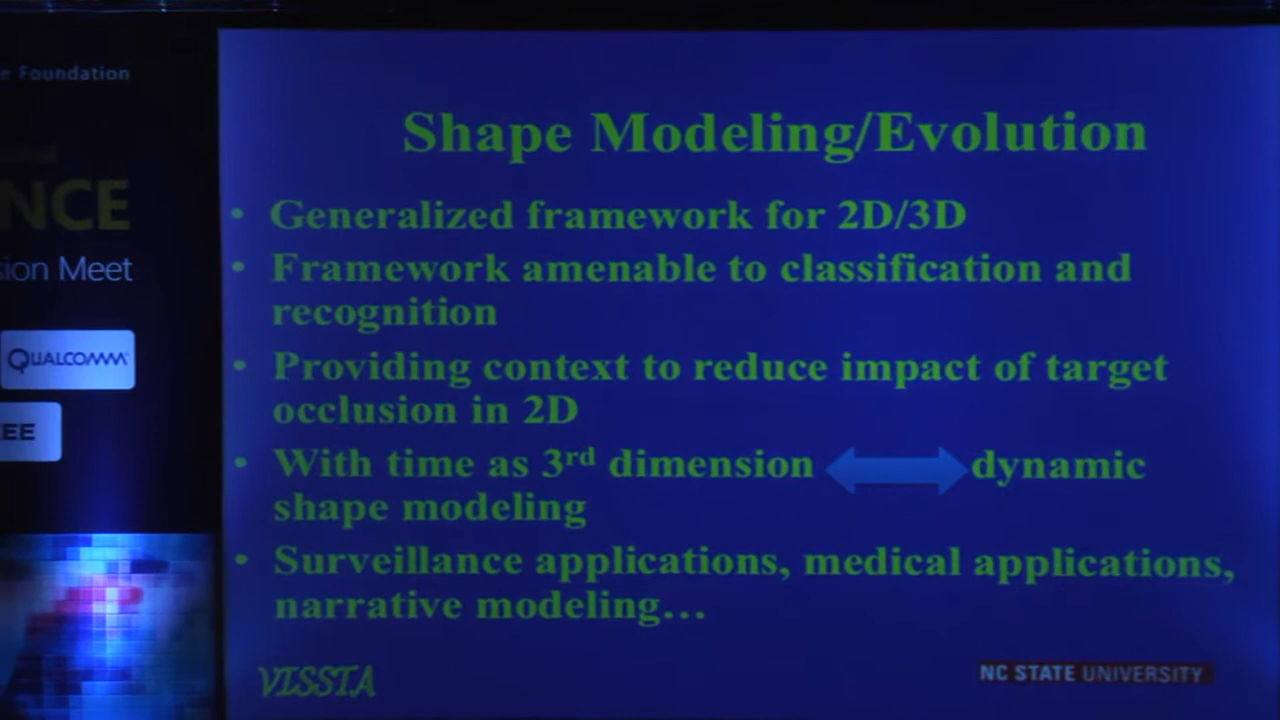 e Foundation
NCE
sion Meet
QUALCOMM
EE
Shape Modeling/Evolution
• Generalized framework for 2D/3D
• Framework amenable to classification and
recognition
• Providing context to reduce impact of target
occlusion in 2D
• With time as 3rd dimension dynamic
shape modeling
• Surveillance applications, medical applications,
narrative modeling...
VISSTA
NC STATE UNIVERSITY